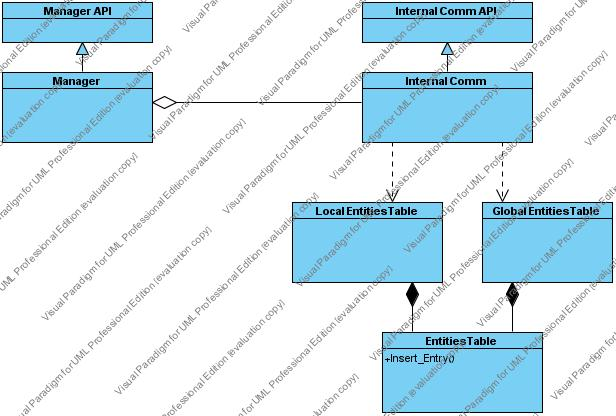 Manager API
Internal Comm API
Manager
Internal Comm
Local EntitiesTable
Global EntitiesTable
EntitiesTable
+Insert_Entry()
Visual Paradigm for UML Professional Edition (evaluation copy)